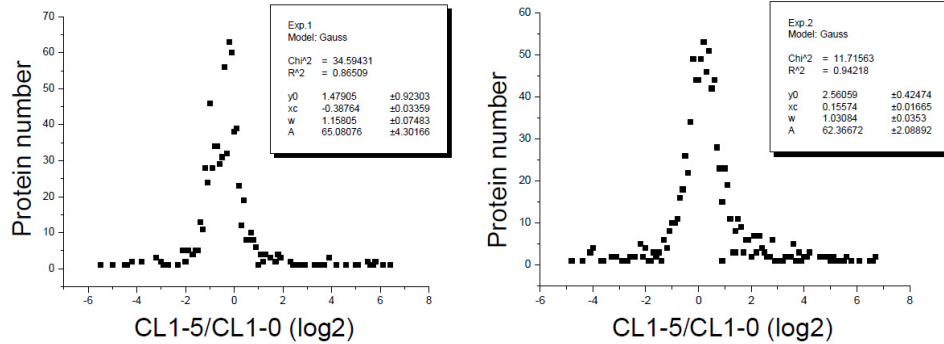 Exp.1
Model: Gauss
Chi^2 = 34.59431
R^2 = 0.86509
y0 1.47905 ±0.92303
xc -0.38764 ±0.03359
w 1.15805 ±0.07483
A 65.08076 ±4.30166
70
60
50
40
30
20
10
0
Protein number
-6 -4 -2 0 2 4 6 8
CL1-5/CL1-0 (log2)
Exp.2
Model: Gauss
Chi^2 = 11.71563
R^2 = 0.94218
y0 2.56059 ±0.42474
xc 0.15574 ±0.01665
w 1.03084 ±0.0353
A 62.36672 ±2.08892
60
50
40
30
20
10
0
Protein number
-6 -4 -2 0 2 4 6 8
CL1-5/CL1-0 (log2)